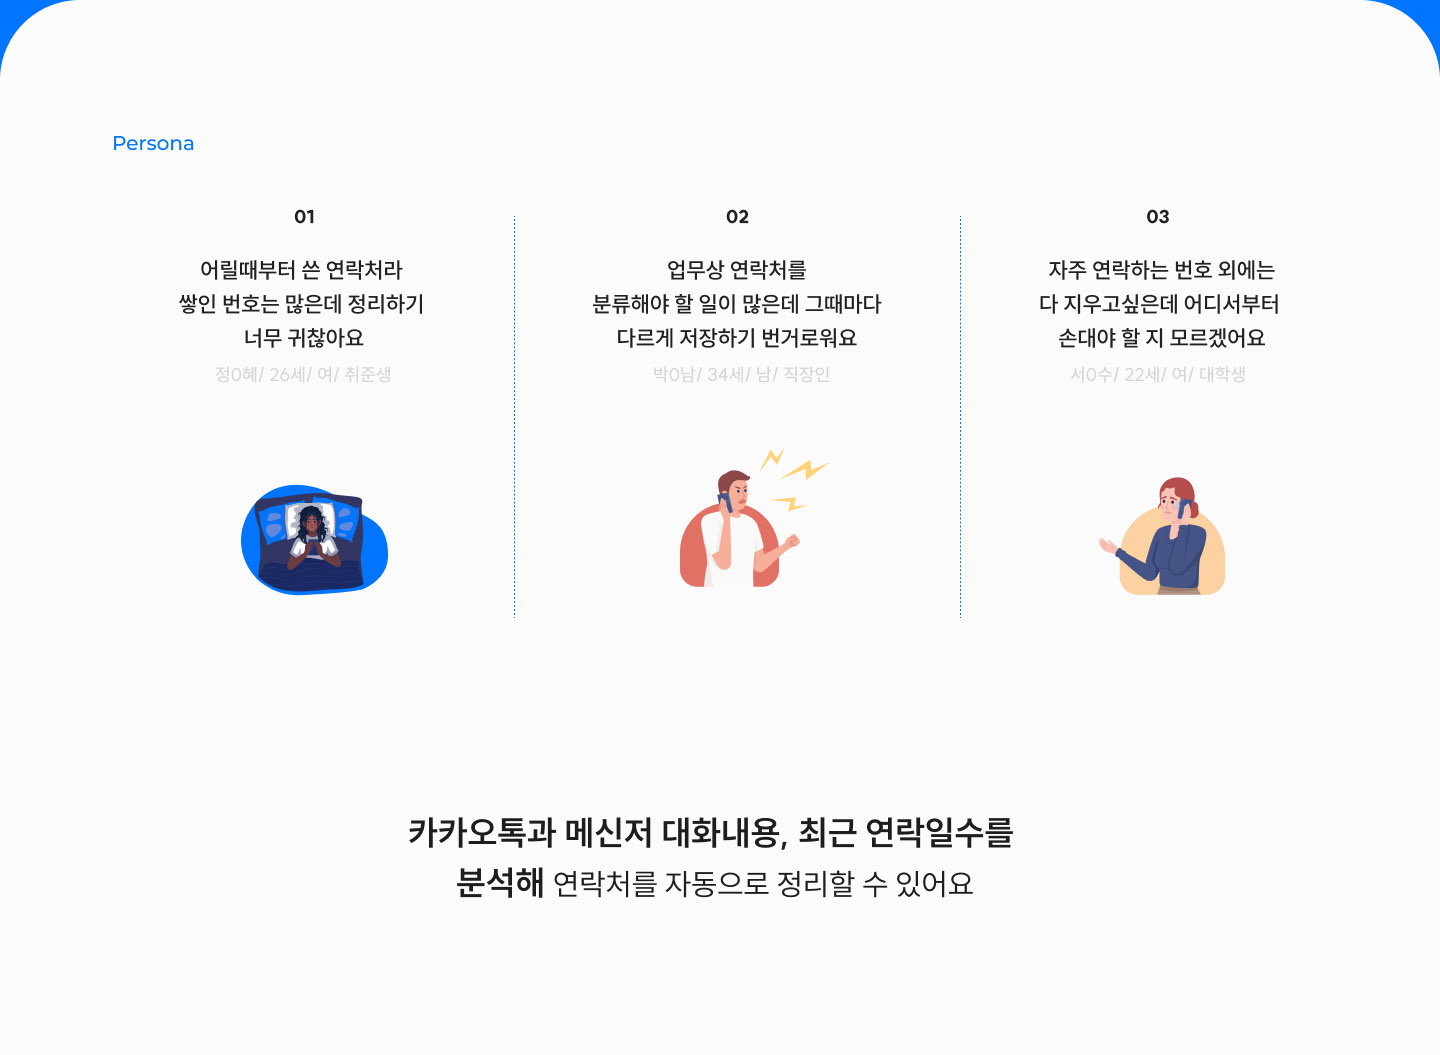 Persona
01
어릴때부터 쓴 연락처라
쌓인 번호는 많은데 정리하기
너무 귀찮아요
정0혜/ 26세/ 여/ 취준생
02
업무상 연락처를
분류해야 할 일이 많은데 그때마다
다르게 저장하기 번거로워요
박0남/ 34세/ 남/ 직장인
03
자주 연락하는 번호 외에는
다 지우고싶은데 어디서부터
손대야 할 지 모르겠어요
서0수/ 22세/ 여/ 대학생
카카오톡과 메신저 대화내용, 최근 연락일수를
분석해 연락처를 자동으로 정리할 수 있어요